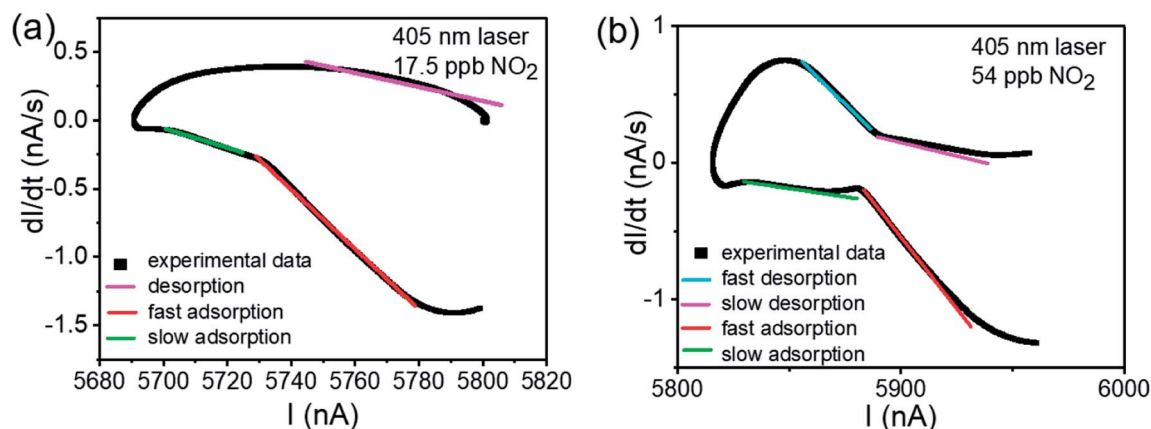 (a)
405 nm laser
17.5 ppb NO2
0.5
0.0
-0.5
-1.0
-1.5
dI/dt (nA/s)
experimental data
desorption
fast adsorption
slow adsorption
5680 5700 5720 5740 5760 5780 5800 5820
I (nA)
(b)
405 nm laser
54 ppb NO2
1
0
-1
dI/dt (nA/s)
experimental data
fast desorption
slow desorption
fast adsorption
slow adsorption
5800 5900 6000
I (nA)